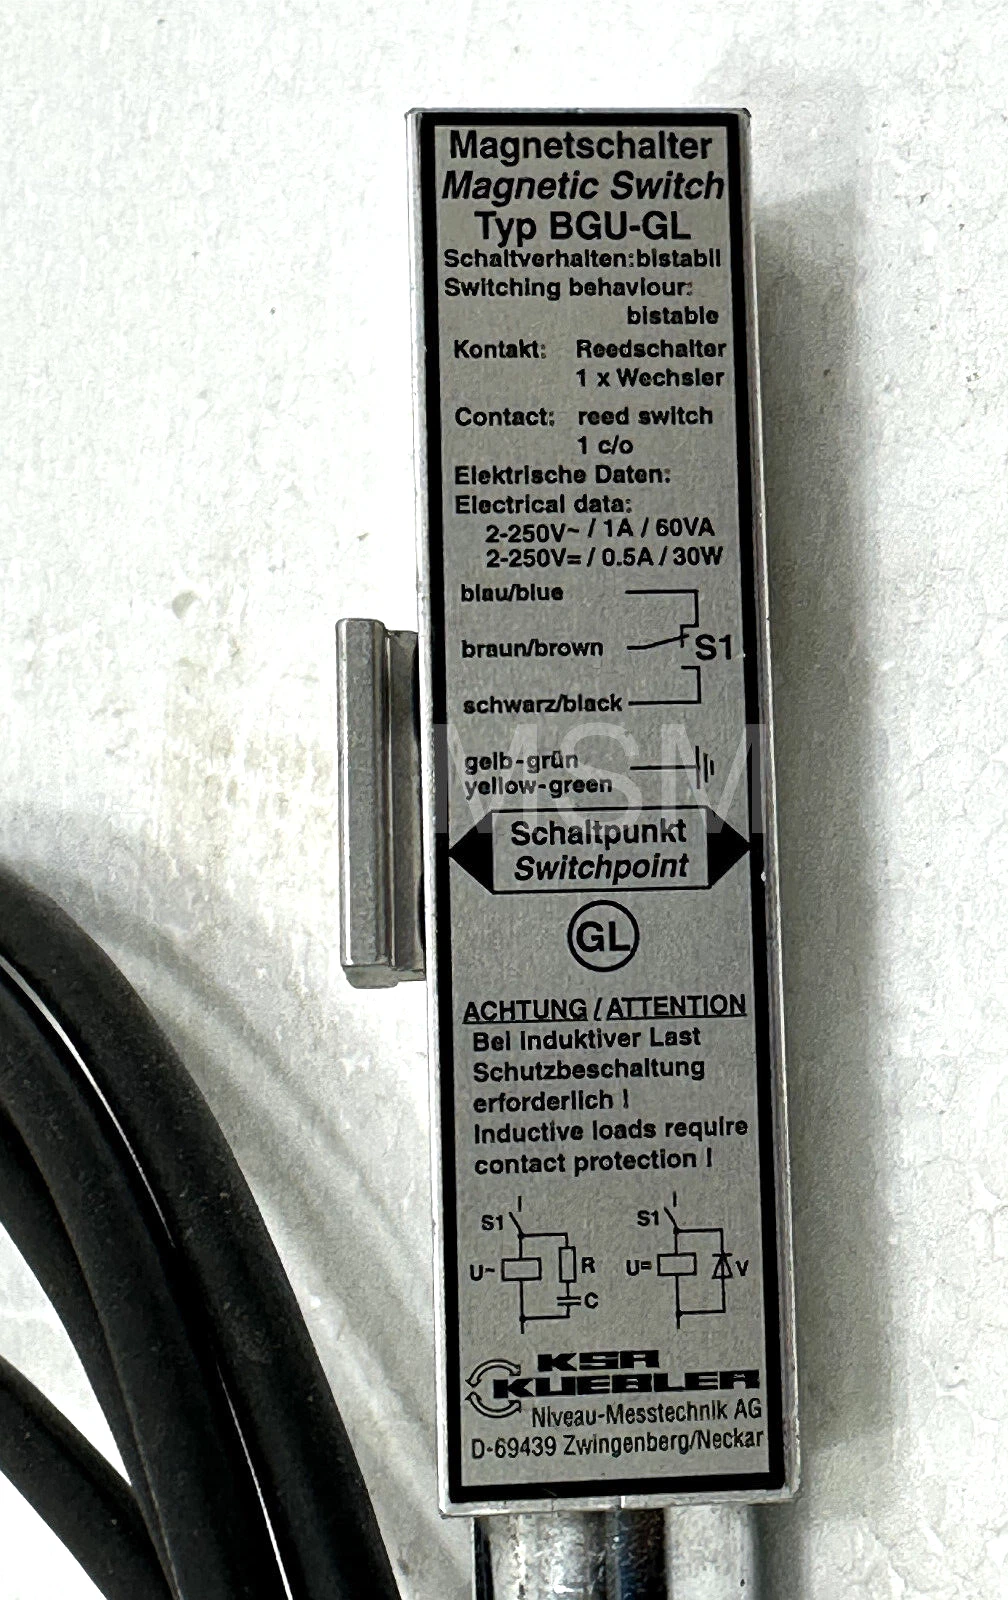 Magnetschalter
Magnetic Switch
Typ BGU-GL
Schaltverhalten: bistabil
Switching behaviour:
bistable
Kontakt: Reedschalter
1 x Wechsler
Contact: reed switch
1 c/o
Elektrische Daten:
Electrical data:
2-250V~ / 1A / 60VA
2-250V= / 0.5A / 30W
blau/blue
braun/brown S1
schwarz/black
MSM
gelb-grün
yellow-green
Schaltpunkt
Switchpoint
GL
ACHTUNG / ATTENTION
Bei induktiver Last
Schutzbeschaltung
erforderlich !
Inductive loads require
contact protection !
S1 S1
U~ R U= V
C
KSR
KUEBLER
Niveau-Messtechnik AG
D-69439 Zwingenberg/Neckar